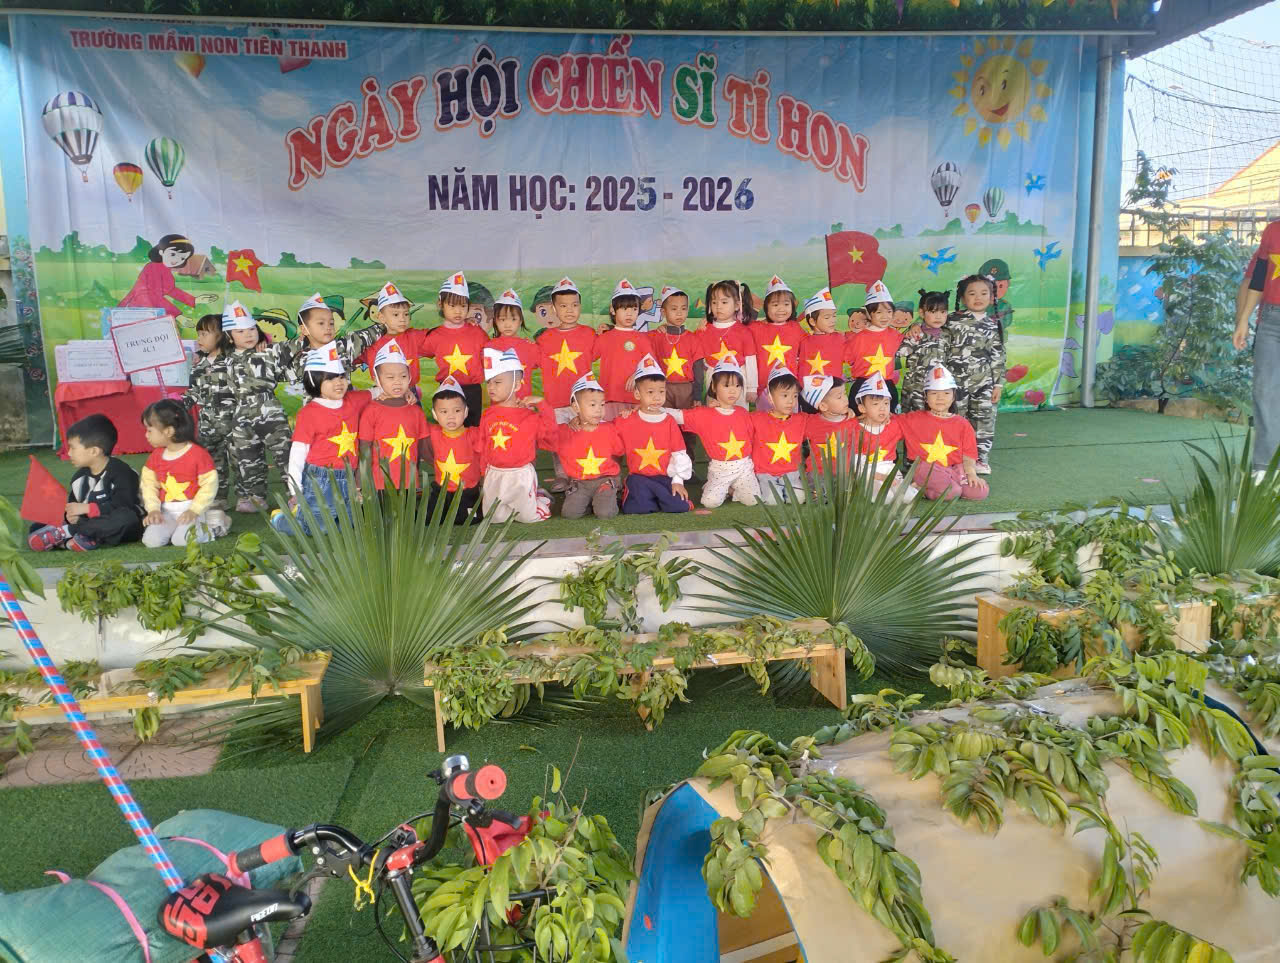 TRƯỜNG MẦM NON TIÊN THANH
NGÀY HỘI CHIẾN SĨ TÍ HON
NĂM HỌC: 2025 - 2026
TRUNG ĐỘI
4C1